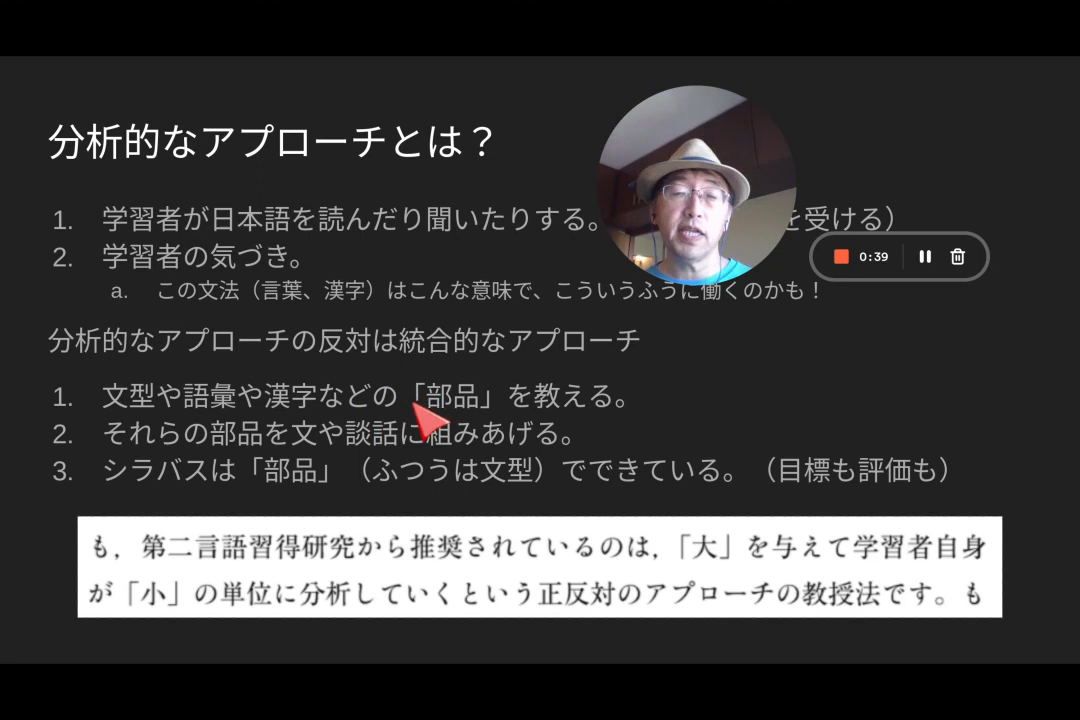 分析的なアプローチとは？
1. 学習者が日本語を読んだり聞いたりする。 を受ける）
0:39
2. 学習者の気づき。
a. この文法（言葉、漢字）はこんな意味で、こういうふうに働くのかも！
分析的なアプローチの反対は統合的なアプローチ
1. 文型や語彙や漢字などの「部品」を教える。
2. それらの部品を文や談話に組みあげる。
3. シラバスは「部品」（ふつうは文型）でできている。（目標も評価も）
も，第二言語習得研究から推奨されているのは，「大」を与えて学習者自身
が「小」の単位に分析していくという正反対のアプローチの教授法です。も